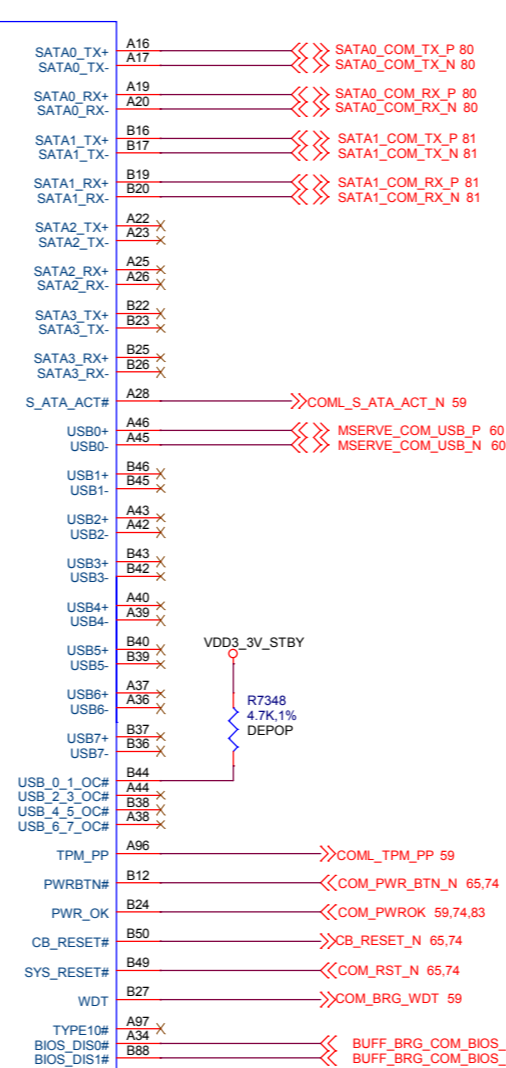 SATA0_TX+ A16 SATA0_COM_TX_P 80
SATA0_TX- A17 SATA0_COM_TX_N 80
SATA0_RX+ A19 SATA0_COM_RX_P 80
SATA0_RX- A20 SATA0_COM_RX_N 80
SATA1_TX+ B16 SATA1_COM_TX_P 81
SATA1_TX- B17 SATA1_COM_TX_N 81
SATA1_RX+ B19 SATA1_COM_RX_P 81
SATA1_RX- B20 SATA1_COM_RX_N 81
SATA2_TX+ A22
SATA2_TX- A23
SATA2_RX+ A25
SATA2_RX- A26
SATA3_TX+ B22
SATA3_TX- B23
SATA3_RX+ B25
SATA3_RX- B26
S_ATA_ACT# A28 COML_S_ATA_ACT_N 59
USB0+ A46 MSERVE_COM_USB_P 60
USB0- A45 MSERVE_COM_USB_N 60
USB1+ B46
USB1- B45
USB2+ A43
USB2- A42
USB3+ B43
USB3- B42
USB4+ A40
USB4- A39
USB5+ B40 VDD3_3V_STBY
USB5- B39
USB6+ A37
USB6- A36 R7348
4.7K,1%
DEPOP
USB7+ B37
USB7- B36
USB_0_1_OC# B44
USB_2_3_OC# A44
USB_4_5_OC# B38
USB_6_7_OC# A38
TPM_PP A96 COML_TPM_PP 59
PWRBTN# B12 COM_PWR_BTN_N 65,74
PWR_OK B24 COM_PWROK 59,74,83
CB_RESET# B50 CB_RESET_N 65,74
SYS_RESET# B49 COM_RST_N 65,74
WDT B27 COM_BRG_WDT 59
TYPE10# A97
BIOS_DIS0# A34 BUFF_BRG_COM_BIOS_
BIOS_DIS1# B88 BUFF_BRG_COM_BIOS_